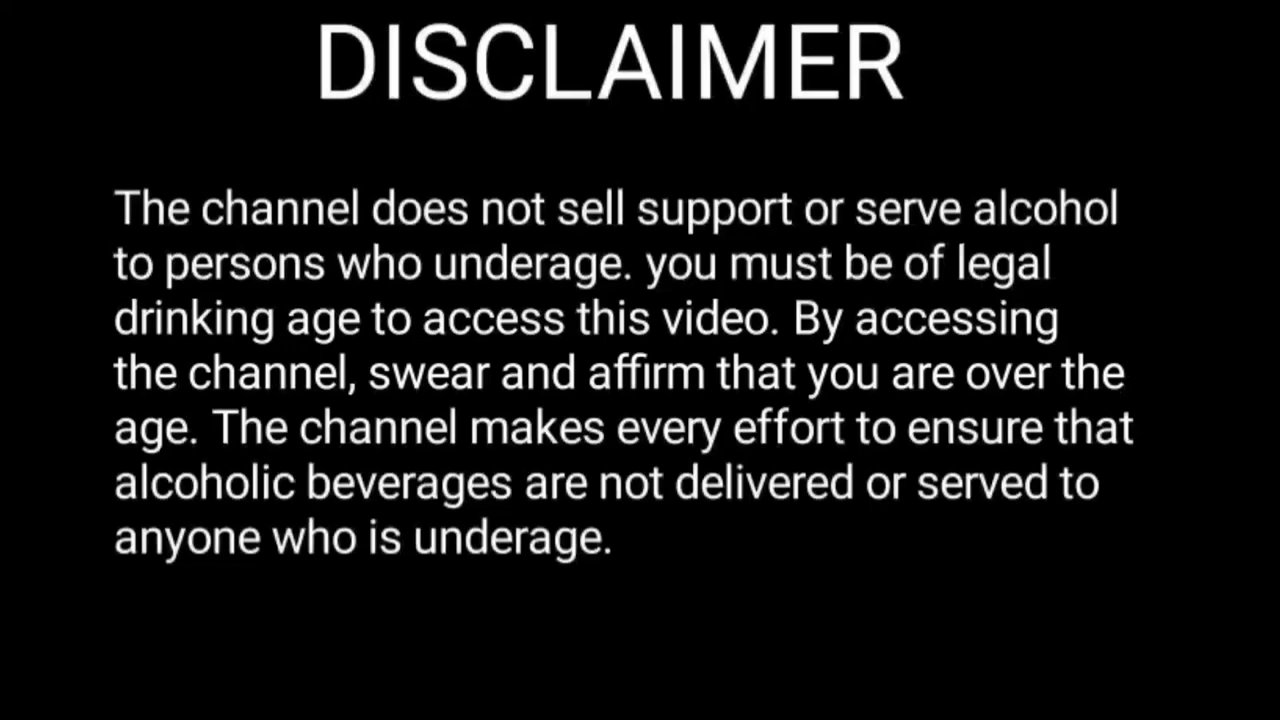 DISCLAIMER
The channel does not sell support or serve alcohol
to persons who underage. you must be of legal
drinking age to access this video. By accessing
the channel, swear and affirm that you are over the
age. The channel makes every effort to ensure that
alcoholic beverages are not delivered or served to
anyone who is underage.